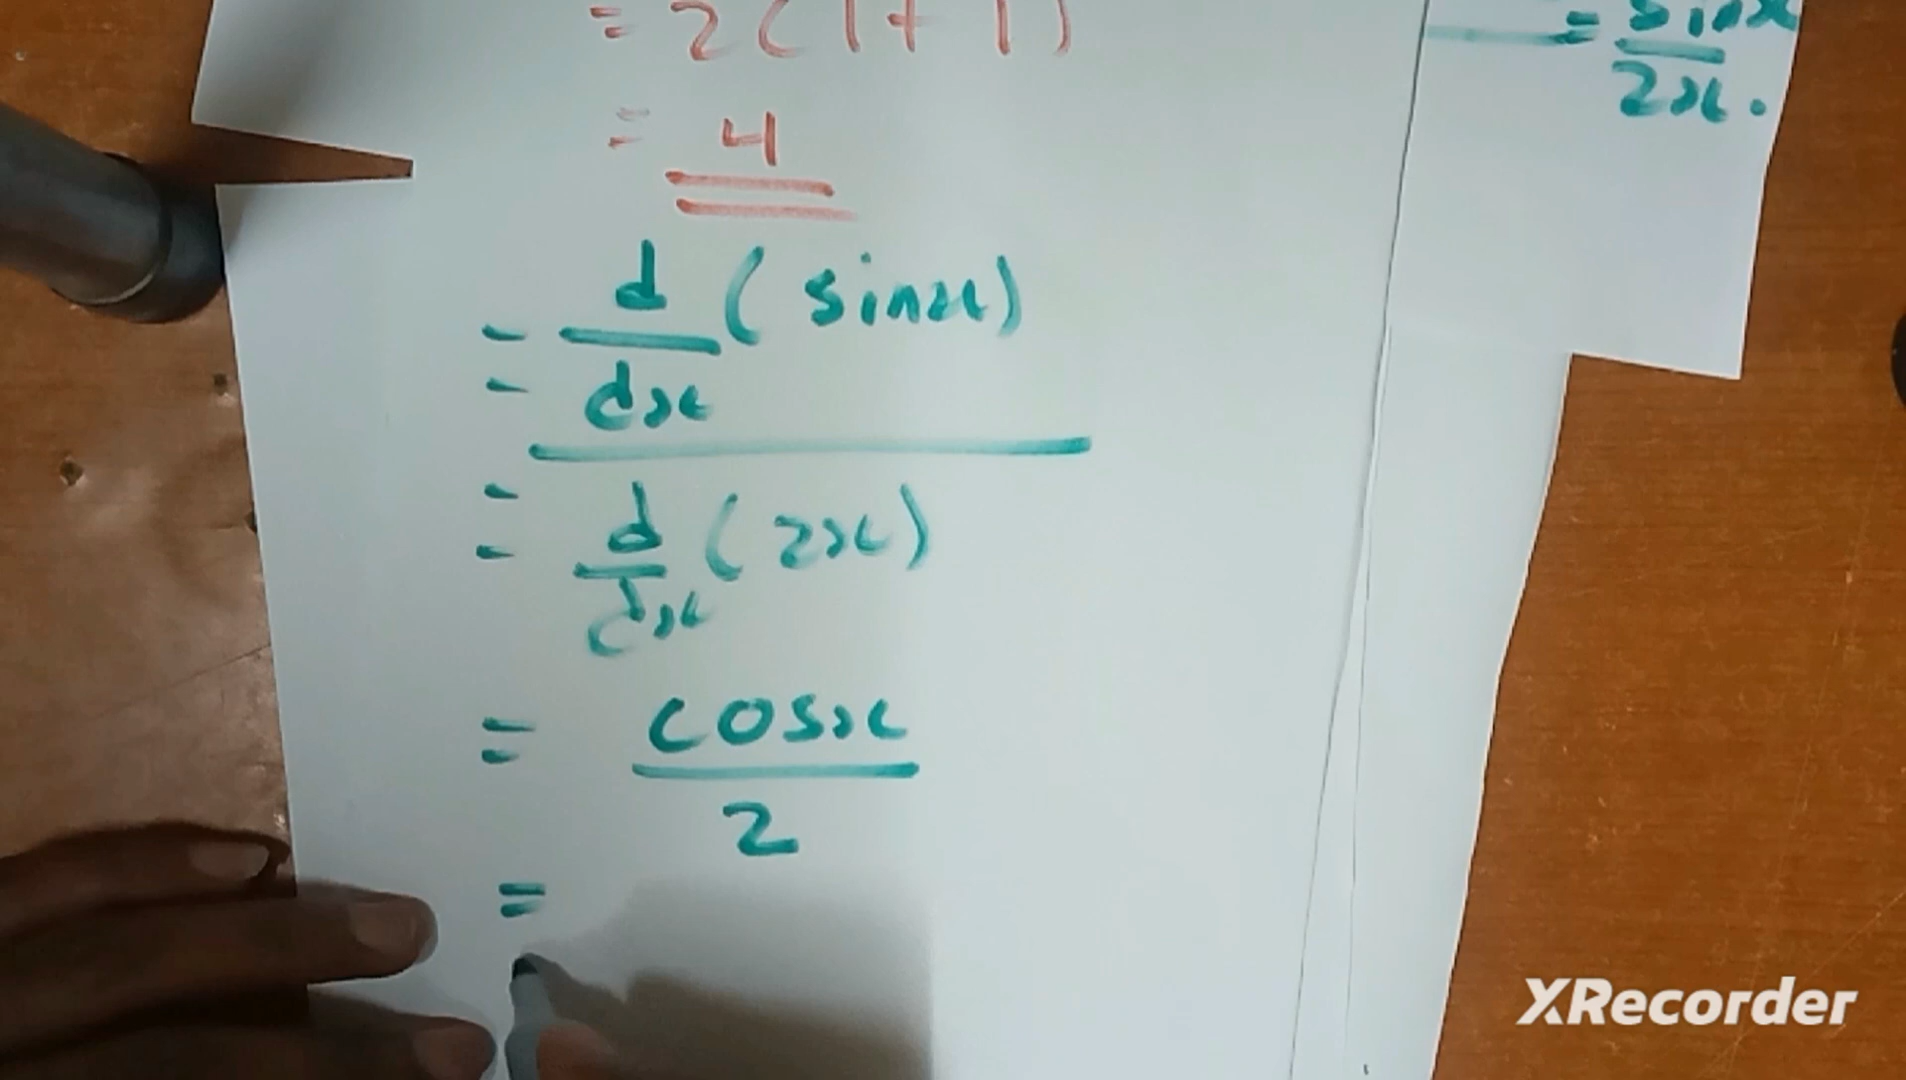 = 2(1+1)
= 4
= d/dx (sinx)
= d/dx (2x)
= cosx/2
=
= sinx/2x.
XRecorder